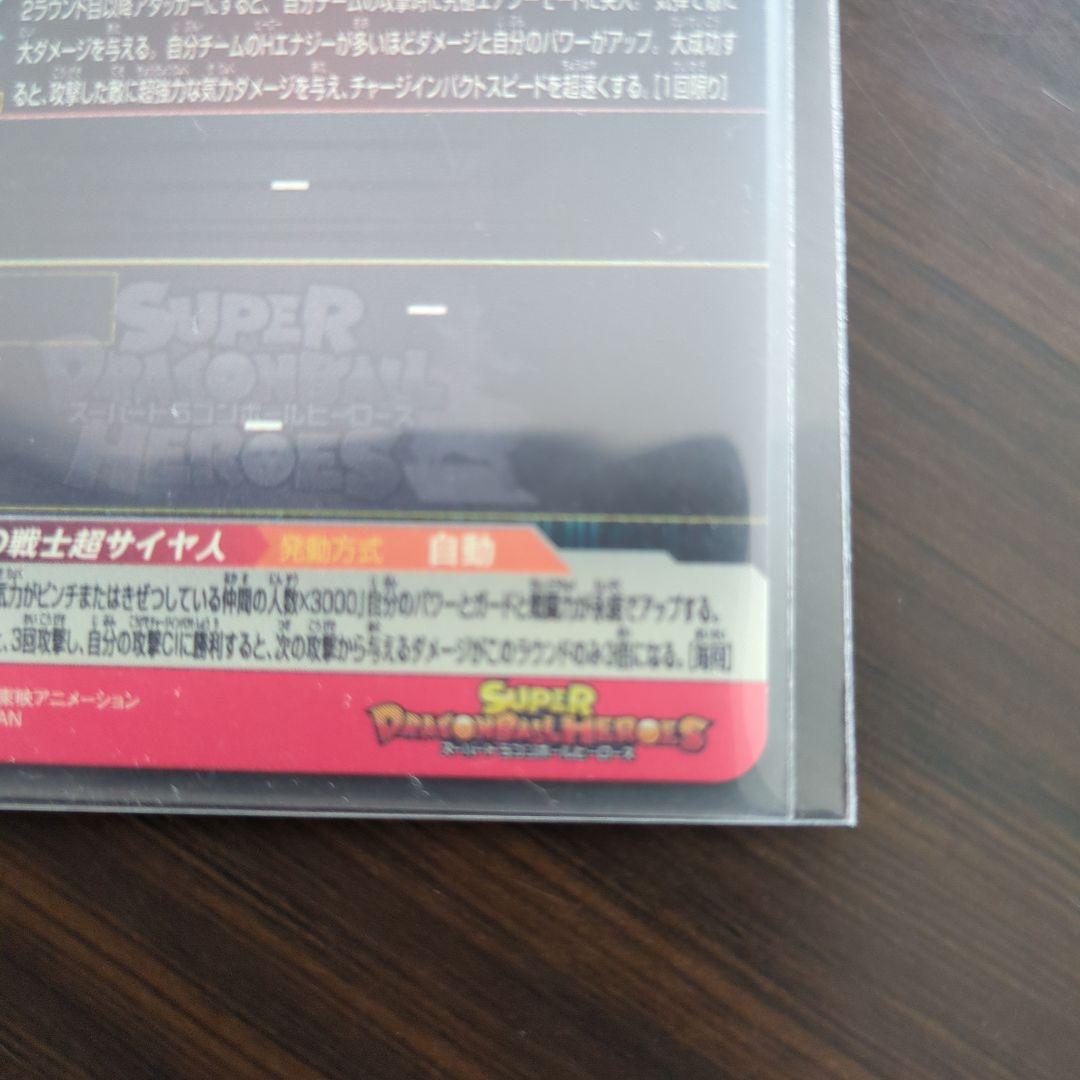 2ラウンド目以降アタッカーにすると、自分チームの攻撃時に
大ダメージを与える。自分チームのHエナジーが多いほどダメージと自分のパワーがアップ。大成功す
ると、攻撃した敵に超強力な気力ダメージを与え、チャージインパクトスピードを超速くする。[1回限り]
SUPER
DRAGONBALL
スーパードラゴンボールヒーローズ
HEROES
の戦士超サイヤ人 発動方式 自動
気力がピンチまたはきぜつしている仲間の人数×3000」自分のパワーとガードと
永遠でアップする。
と、3回攻撃し、自分の攻撃CIに勝利すると、次の攻撃から与えるダメージがこのラウンドのみ3倍になる。[毎回]
東映アニメーション
AN
SUPER
DRAGONBALL HEROES
スーパードラゴンボールヒーローズ